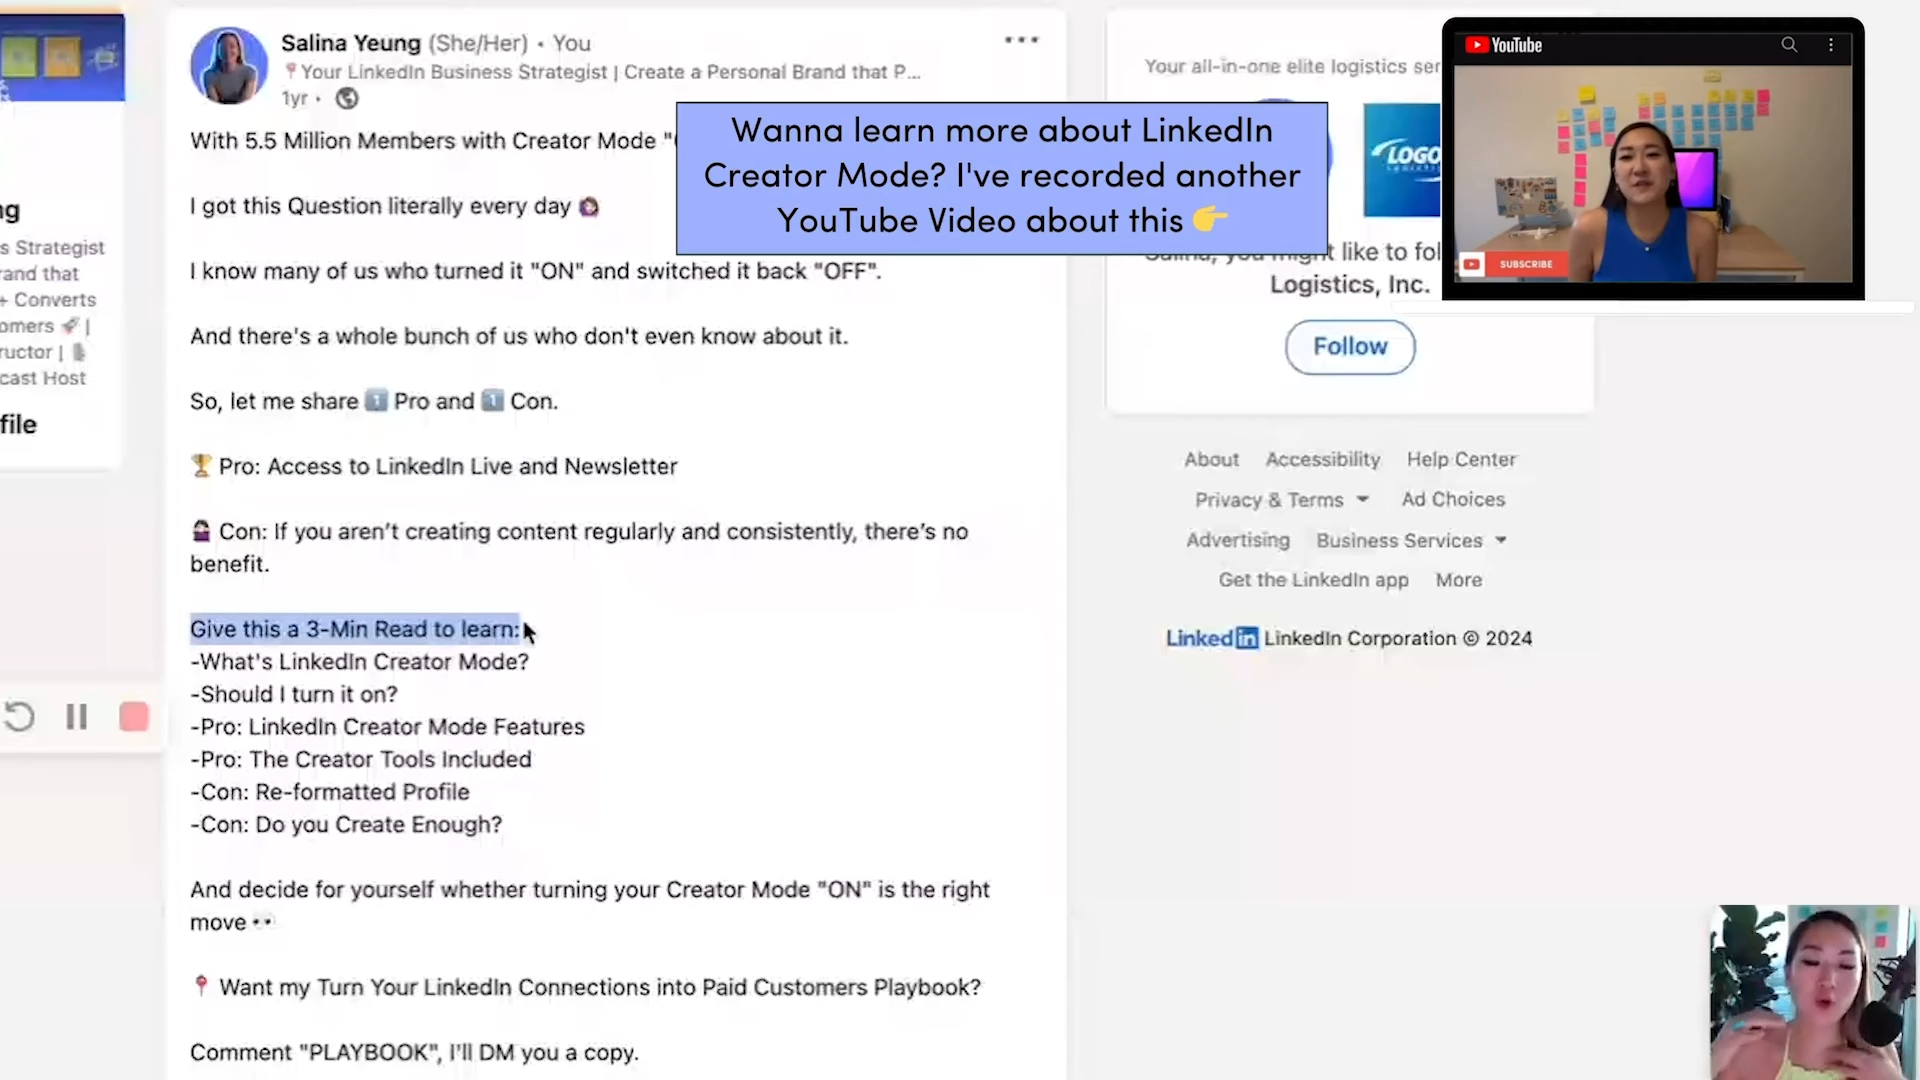 Salina Yeung (She/Her) • You
Your LinkedIn Business Strategist | Create a Personal Brand that P...
1yr •
With 5.5 Million Members with Creator Mode "
I got this Question literally every day
I know many of us who turned it "ON" and switched it back "OFF".
And there's a whole bunch of us who don't even know about it.
So, let me share 1 Pro and 1 Con.
Pro: Access to LinkedIn Live and Newsletter
Con: If you aren't creating content regularly and consistently, there's no
benefit.
Give this a 3-Min Read to learn:
-What's LinkedIn Creator Mode?
-Should I turn it on?
-Pro: LinkedIn Creator Mode Features
-Pro: The Creator Tools Included
-Con: Re-formatted Profile
-Con: Do you Create Enough?
And decide for yourself whether turning your Creator Mode "ON" is the right
move
Want my Turn Your LinkedIn Connections into Paid Customers Playbook?
Comment "PLAYBOOK", I'll DM you a copy.
Wanna learn more about LinkedIn
Creator Mode? I've recorded another
YouTube Video about this
ng
s Strategist
rand that
+ Converts
omers |
ructor |
cast Host
file
Your all-in-one elite logistics ser
LOGO
Salina, you might like to fol
Logistics, Inc.
Follow
About Accessibility Help Center
Privacy & Terms Ad Choices
Advertising Business Services
Get the LinkedIn app More
LinkedIn LinkedIn Corporation © 2024
YouTube
SUBSCRIBE